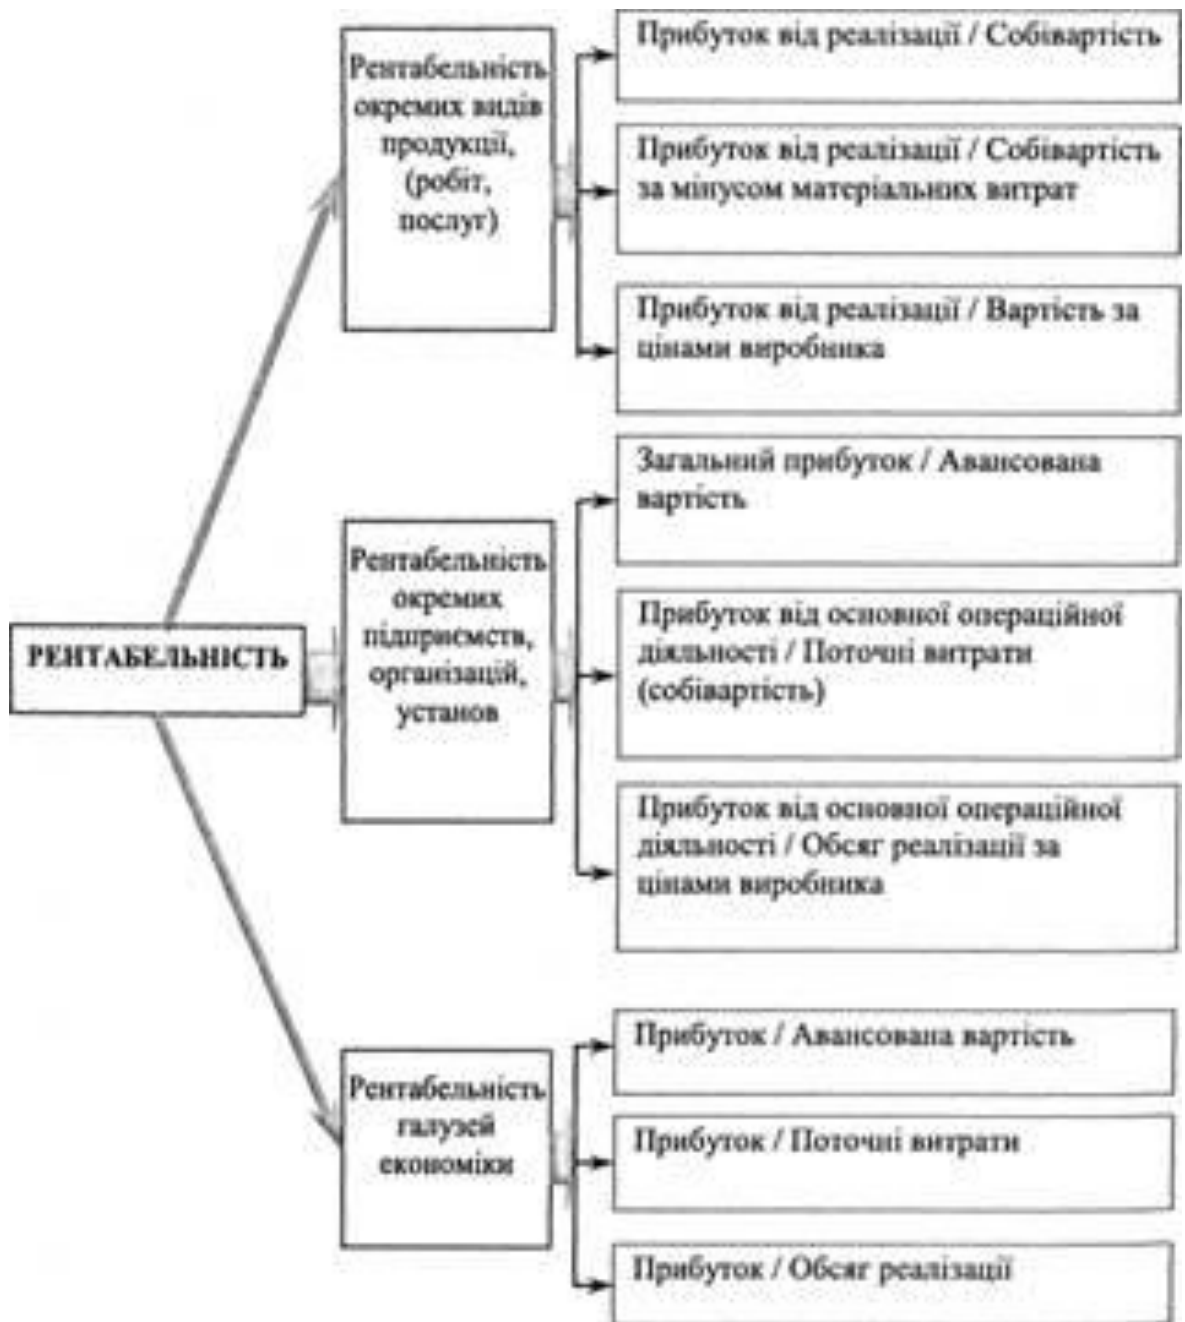 РЕНТАБЕЛЬНІСТЬ
Рентабельність
окремих видів
продукції,
(робіт,
послуг)
Прибуток від реалізації / Собівартість
Прибуток від реалізації / Собівартість
за мінусом матеріальних витрат
Прибуток від реалізації / Вартість за
цінами виробника
Рентабельність
окремих
підприємств,
організацій,
установ
Загальний прибуток / Авансована
вартість
Прибуток від основної операційної
діяльності / Поточні витрати
(собівартість)
Прибуток від основної операційної
діяльності / Обсяг реалізації за
цінами виробника
Рентабельність
галузей
економіки
Прибуток / Авансована вартість
Прибуток / Поточні витрати
Прибуток / Обсяг реалізації